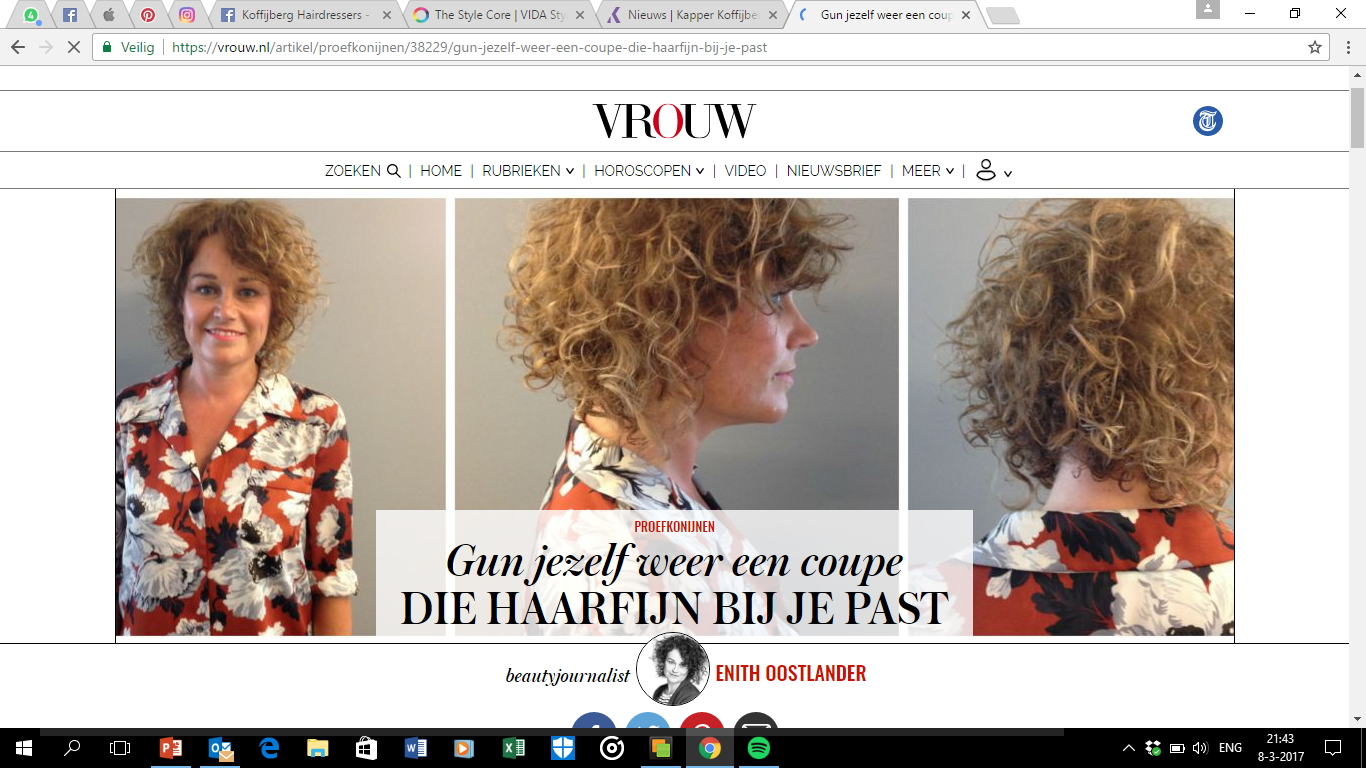 Koffijberg Hairdressers -
The Style Core | VIDA Sty
Nieuws | Kapper Koffijbe
Gun jezelf weer een coup
Veilig
https://vrouw.nl/artikel/proefkonijnen/38229/gun-jezelf-weer-een-coupe-die-haarfijn-bij-je-past
VROUW
ZOEKEN | HOME | RUBRIEKEN | HOROSCOPEN | VIDEO | NIEUWSBRIEF | MEER |
PROEFKONIJNEN
Gun jezelf weer een coupe
DIE HAARFIJN BIJ JE PAST
beautyjournalist ENITH OOSTLANDER
ENG
21:43
8-3-2017